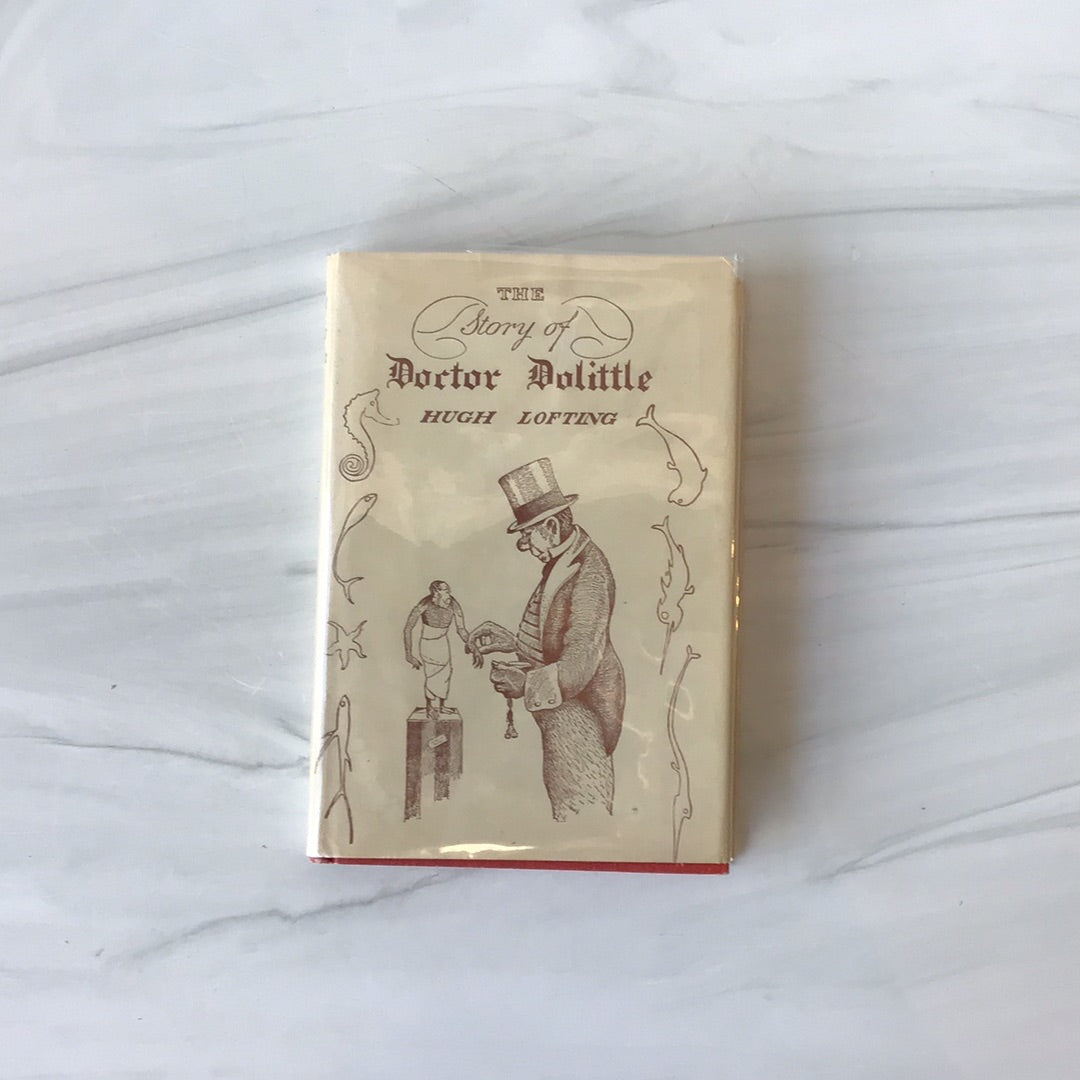 THE
Story of
Doctor Dolittle
HUGH LOFTING